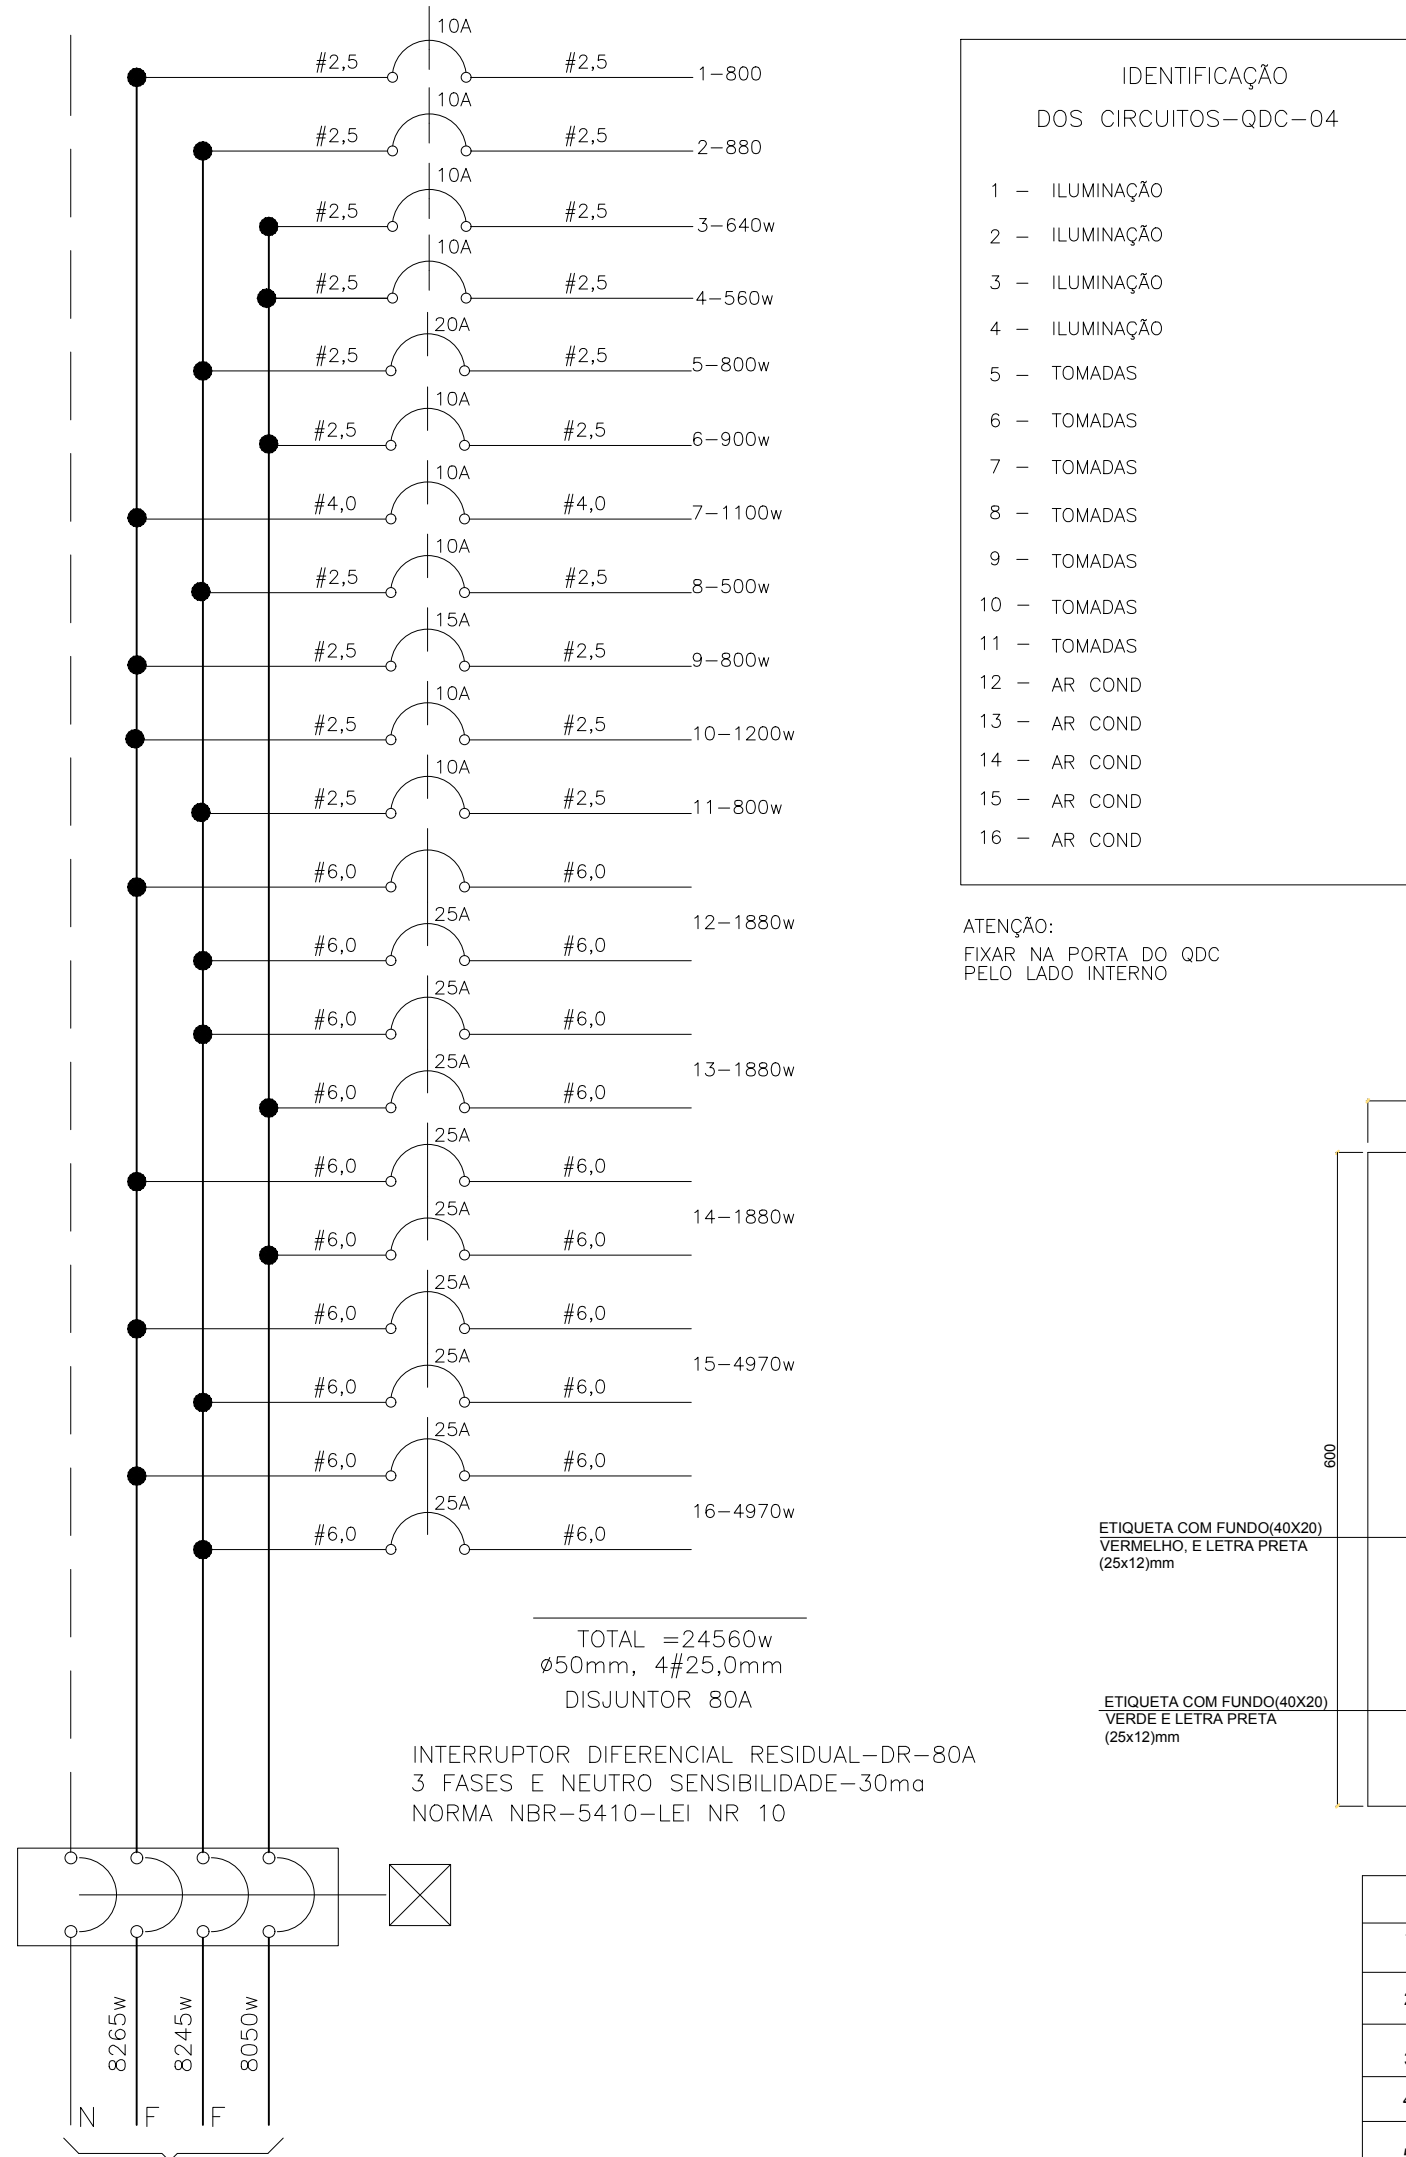 10A
#2,5
#2,5
1-800
10A
#2,5
#2,5
2-880
10A
#2,5
#2,5
3-640w
10A
#2,5
#2,5
4-560w
20A
#2,5
#2,5
5-800w
10A
#2,5
#2,5
6-900w
10A
#4,0
#4,0
7-1100w
10A
#2,5
#2,5
8-500w
15A
#2,5
#2,5
9-800w
10A
#2,5
#2,5
10-1200w
10A
#2,5
#2,5
11-800w
#6,0
#6,0
25A
12-1880w
#6,0
#6,0
25A
#6,0
#6,0
25A
13-1880w
#6,0
#6,0
25A
#6,0
#6,0
25A
14-1880w
#6,0
#6,0
25A
#6,0
#6,0
25A
15-4970w
#6,0
#6,0
25A
#6,0
#6,0
25A
16-4970w
#6,0
#6,0
TOTAL =24560w
ø50mm, 4#25,0mm
DISJUNTOR 80A
INTERRUPTOR DIFERENCIAL RESIDUAL-DR-80A
3 FASES E NEUTRO SENSIBILIDADE-30ma
NORMA NBR-5410-LEI NR 10
8265w
8245w
8050w
N
F
F
IDENTIFICAÇÃO
DOS CIRCUITOS-QDC-04
1 - ILUMINAÇÃO
2 - ILUMINAÇÃO
3 - ILUMINAÇÃO
4 - ILUMINAÇÃO
5 - TOMADAS
6 - TOMADAS
7 - TOMADAS
8 - TOMADAS
9 - TOMADAS
10 - TOMADAS
11 - TOMADAS
12 - AR COND
13 - AR COND
14 - AR COND
15 - AR COND
16 - AR COND
ATENÇÃO:
FIXAR NA PORTA DO QDC
PELO LADO INTERNO
600
ETIQUETA COM FUNDO(40X20)
VERMELHO, E LETRA PRETA
(25x12)mm
ETIQUETA COM FUNDO(40X20)
VERDE E LETRA PRETA
(25x12)mm